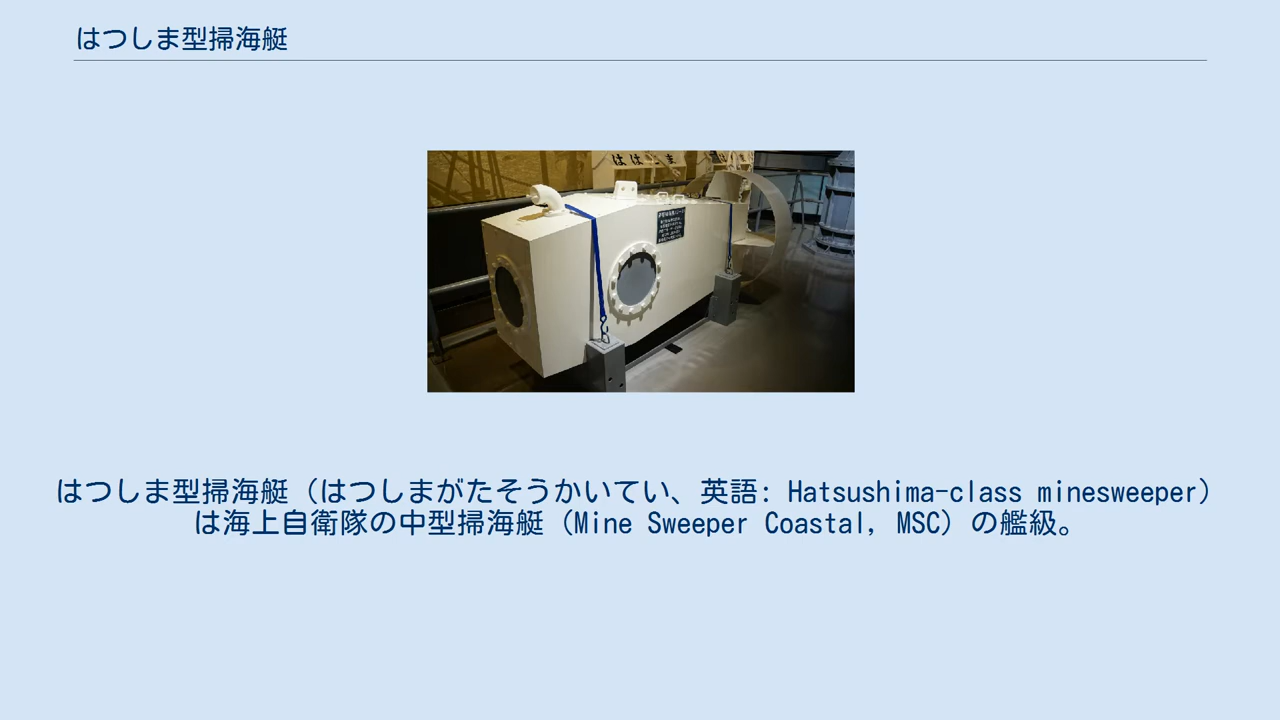 はつしま型掃海艇
はつしま型掃海艇（はつしまがたそうかいてい、英語: Hatsushima-class minesweeper）
は海上自衛隊の中型掃海艇（Mine Sweeper Coastal, MSC）の艦級。